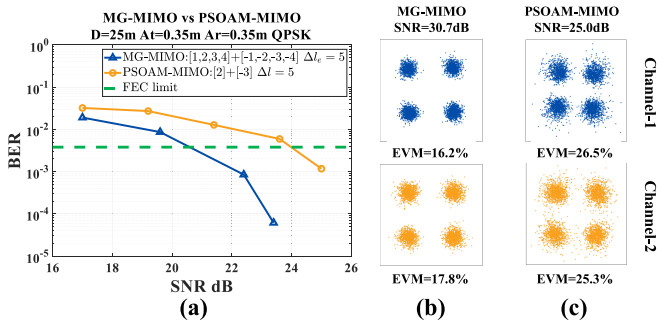 MG-MIMO vs PSOAM-MIMO
D=25m At=0.35m Ar=0.35m QPSK
MG-MIMO:[1,2,3,4]+[-1,-2,-3,-4] Δl_e = 5
PSOAM-MIMO:[2]+[-3] Δl = 5
FEC limit
BER
10^0
10^-1
10^-2
10^-3
10^-4
10^-5
16 18 20 22 24 26
SNR dB
(a)
MG-MIMO
SNR=30.7dB
EVM=16.2%
EVM=17.8%
(b)
PSOAM-MIMO
SNR=25.0dB
EVM=26.5%
EVM=25.3%
(c)
Channel-1
Channel-2